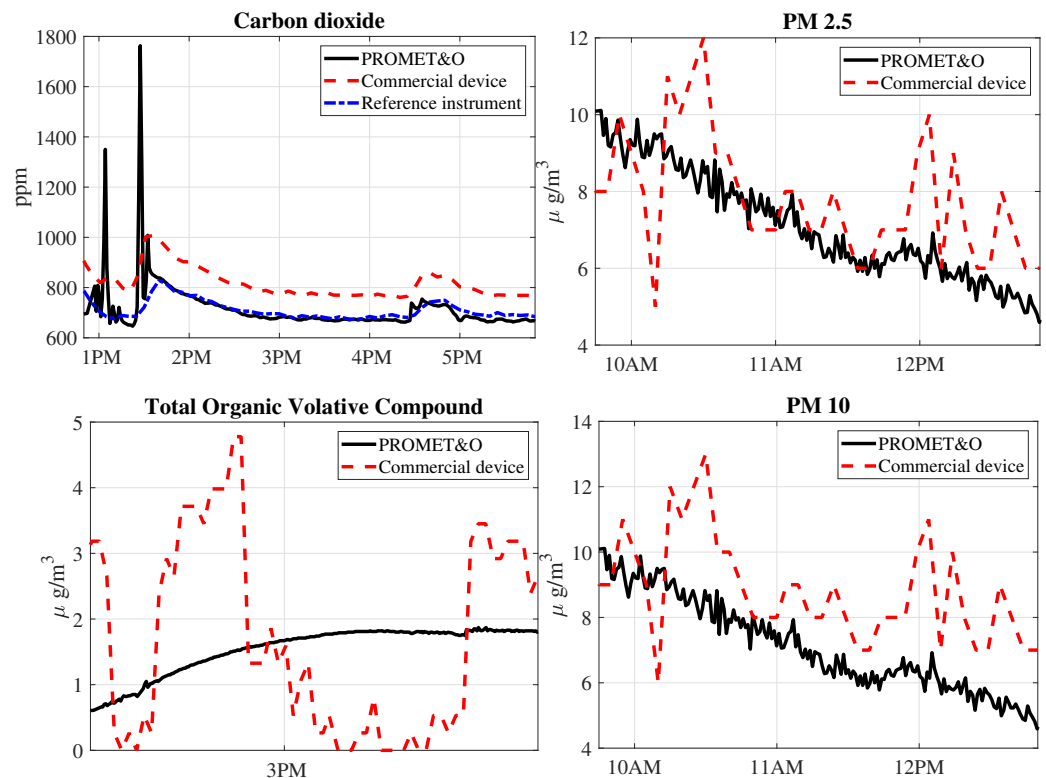 Carbon dioxide
1800
1600
1400
1200
1000
800
600
ppm
PROMET&O
Commercial device
Reference instrument
1PM
2PM
3PM
4PM
5PM
PM 2.5
12
10
8
6
4
μ g/m³
PROMET&O
Commercial device
10AM
11AM
12PM
Total Organic Volative Compound
5
4
3
2
1
0
μ g/m³
PROMET&O
Commercial device
3PM
PM 10
14
12
10
8
6
4
μ g/m³
PROMET&O
Commercial device
10AM
11AM
12PM